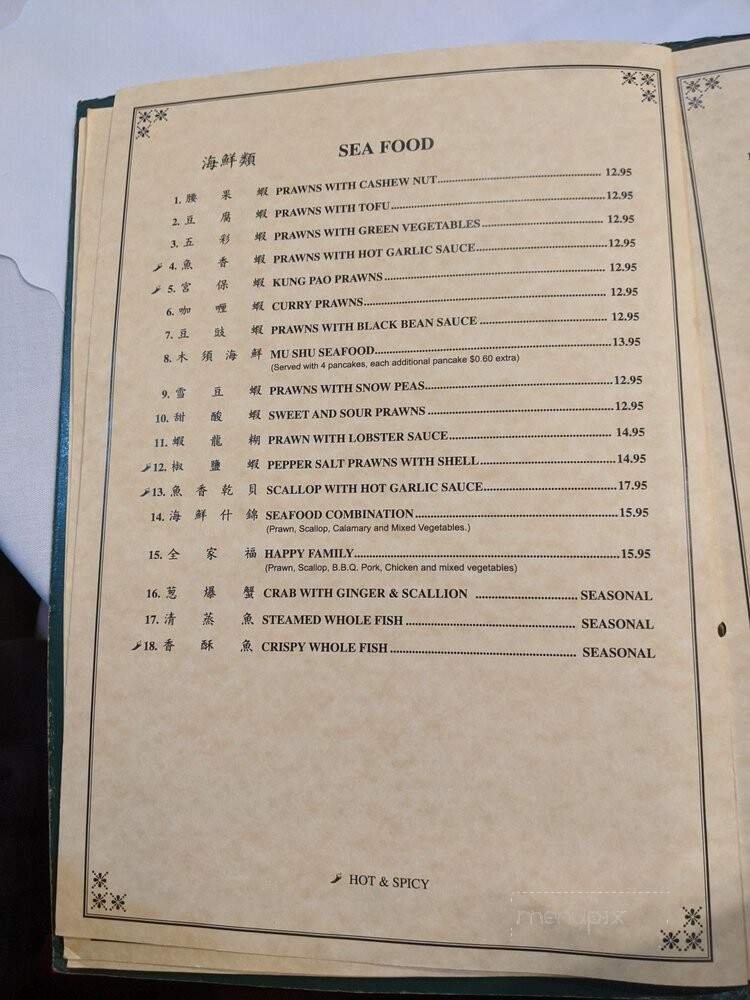 海鮮類 SEA FOOD
1. 腰果蝦 PRAWNS WITH CASHEW NUT 12.95
2. 豆腐蝦 PRAWNS WITH TOFU 12.95
3. 五彩蝦 PRAWNS WITH GREEN VEGETABLES 12.95
4. 魚香蝦 PRAWNS WITH HOT GARLIC SAUCE 12.95
5. 宮保蝦 KUNG PAO PRAWNS 12.95
6. 咖喱蝦 CURRY PRAWNS 12.95
7. 豆豉蝦 PRAWNS WITH BLACK BEAN SAUCE 12.95
8. 木須海鮮 MU SHU SEAFOOD 13.95
(Served with 4 pancakes, each additional pancake $0.60 extra)
9. 雪豆蝦 PRAWNS WITH SNOW PEAS 12.95
10. 甜酸蝦 SWEET AND SOUR PRAWNS 12.95
11. 蝦龍糊 PRAWN WITH LOBSTER SAUCE 14.95
12. 椒鹽蝦 PEPPER SALT PRAWNS WITH SHELL 14.95
13. 魚香乾貝 SCALLOP WITH HOT GARLIC SAUCE 17.95
14. 海鮮什錦 SEAFOOD COMBINATION 15.95
(Prawn, Scallop, Calamary and Mixed Vegetables.)
15. 全家福 HAPPY FAMILY 15.95
(Prawn, Scallop, B.B.Q. Pork, Chicken and mixed vegetables)
16. 葱爆蟹 CRAB WITH GINGER & SCALLION SEASONAL
17. 清蒸魚 STEAMED WHOLE FISH SEASONAL
18. 香酥魚 CRISPY WHOLE FISH SEASONAL
HOT & SPICY
menupix